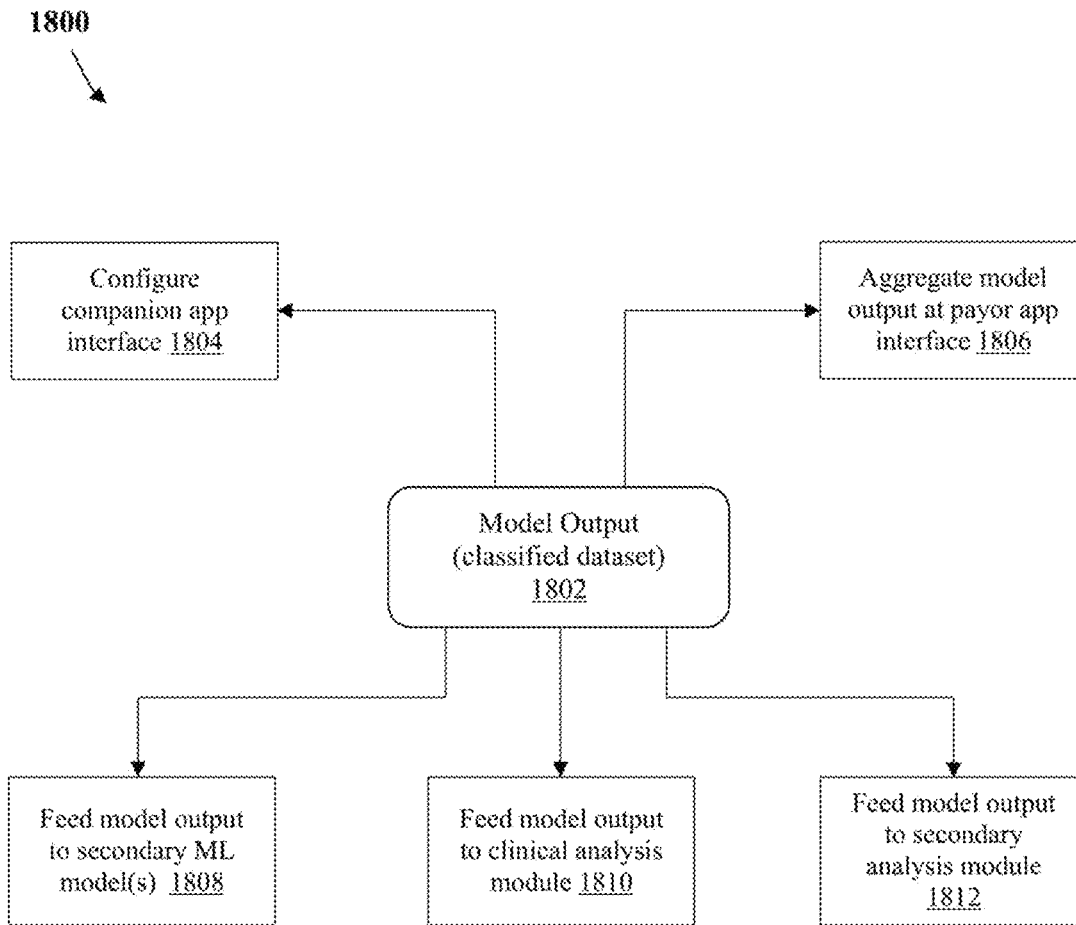 1800
Configure
companion app
interface 1804
Aggregate model
output at payor app
interface 1806
Model Output
(classified dataset)
1802
Feed model output
to secondary ML
model(s) 1808
Feed model output
to clinical analysis
module 1810
Feed model output
to secondary
analysis module
1812